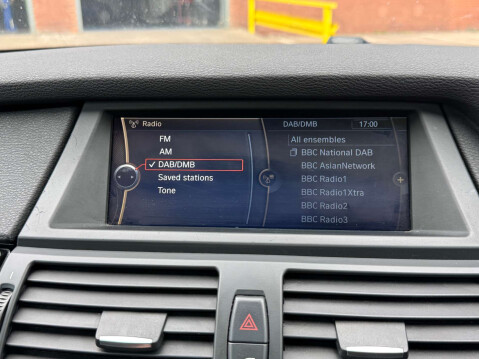 Radio
DAB/DMB 17:00
FM
AM
DAB/DMB
Saved stations
Tone
All ensembles
BBC National DAB
BBC AsianNetwork
BBC Radio1
BBC Radio1Xtra
BBC Radio2
BBC Radio3